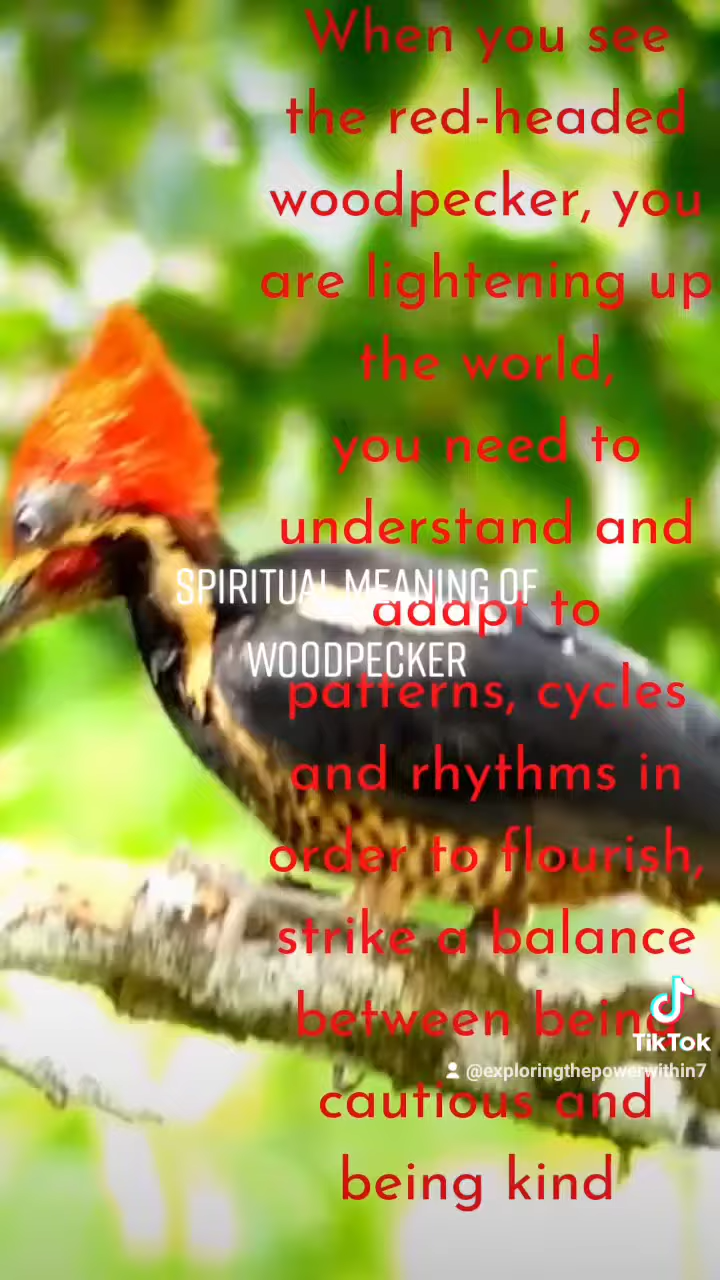 When you see
the red-headed
woodpecker, you
are lightening up
the world,
you need to
understand and
adapt to
patterns, cycles
and rhythms in
order to flourish,
strike a balance
between being
cautious and
being kind
SPIRITUAL MEANING OF
WOODPECKER
TikTok
@exploringthepowerwithin7